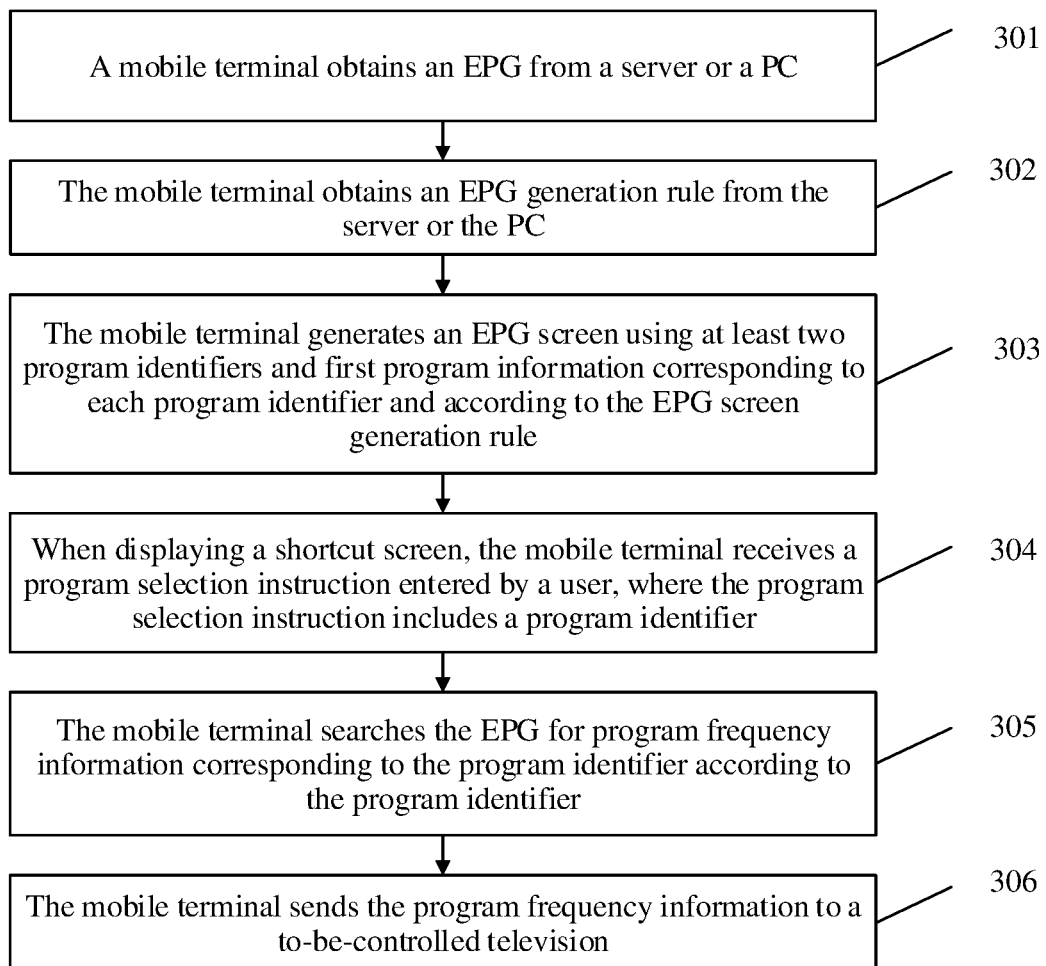 A mobile terminal obtains an EPG from a server or a PC
301
The mobile terminal obtains an EPG generation rule from the
server or the PC
302
The mobile terminal generates an EPG screen using at least two
program identifiers and first program information corresponding to
each program identifier and according to the EPG screen
generation rule
303
When displaying a shortcut screen, the mobile terminal receives a
program selection instruction entered by a user, where the program
selection instruction includes a program identifier
304
The mobile terminal searches the EPG for program frequency
information corresponding to the program identifier according to
the program identifier
305
The mobile terminal sends the program frequency information to a
to-be-controlled television
306